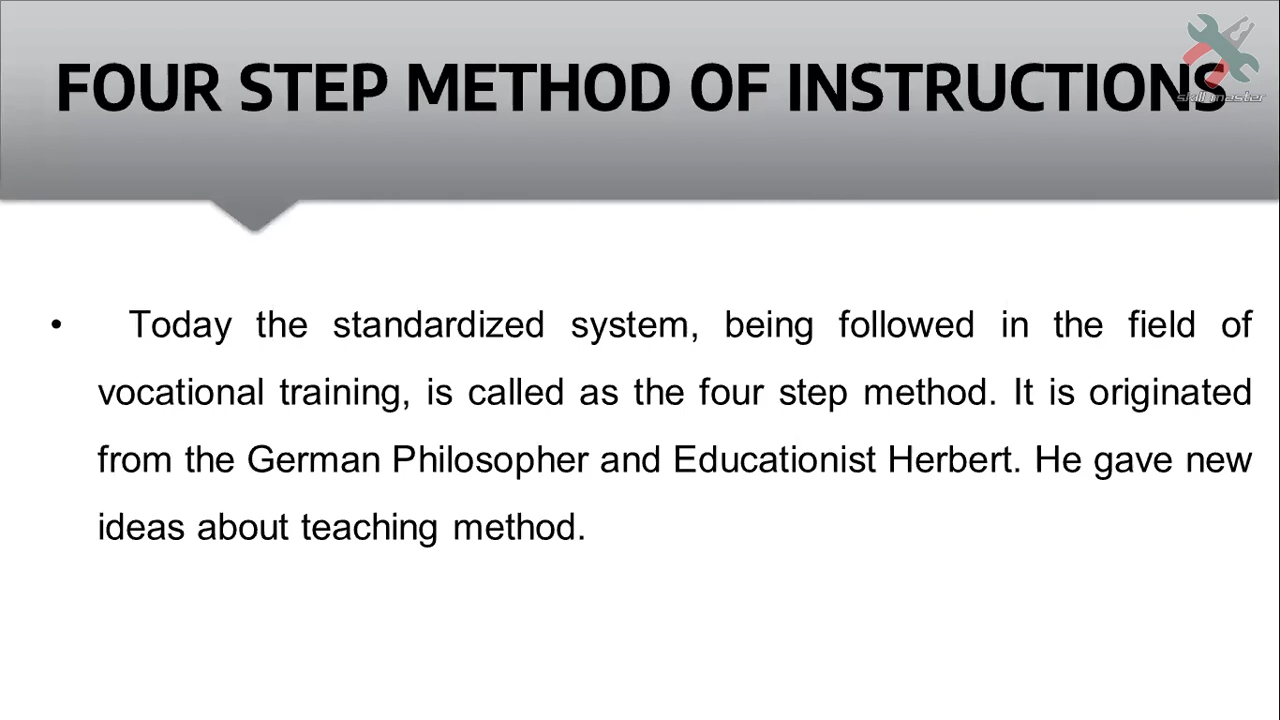 FOUR STEP METHOD OF INSTRUCTIONS
skill master
• Today the standardized system, being followed in the field of
vocational training, is called as the four step method. It is originated
from the German Philosopher and Educationist Herbert. He gave new
ideas about teaching method.